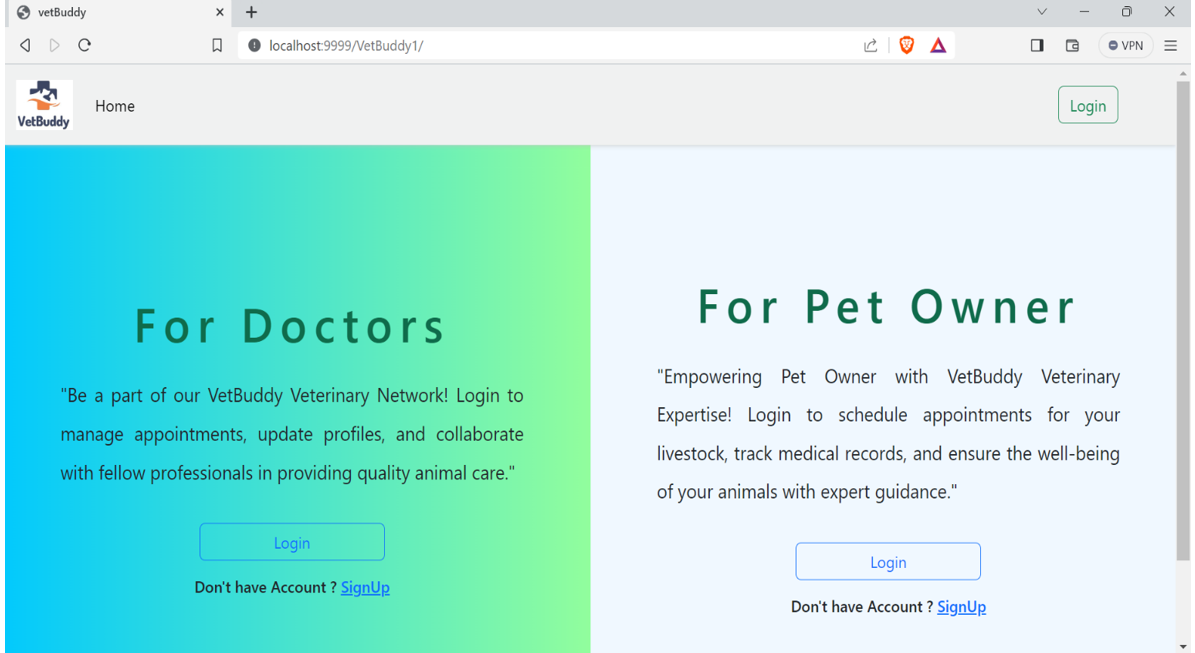 vetBuddy
localhost:9999/VetBuddy1/
VPN
VetBuddy
Home
Login
For Doctors
"Be a part of our VetBuddy Veterinary Network! Login to
manage appointments, update profiles, and collaborate
with fellow professionals in providing quality animal care."
Login
Don't have Account ? SignUp
For Pet Owner
"Empowering Pet Owner with VetBuddy Veterinary
Expertise! Login to schedule appointments for your
livestock, track medical records, and ensure the well-being
of your animals with expert guidance."
Login
Don't have Account ? SignUp